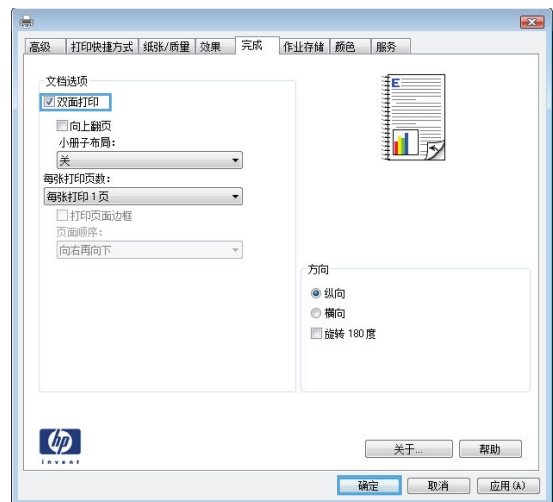 高级 打印快捷方式 纸张/质量 效果 完成 作业存储 颜色 服务
文档选项
双面打印
向上翻页
小册子布局：
关
每张打印页数：
每张打印 1 页
打印页面边框
页面顺序：
向右再向下
E
方向
纵向
横向
旋转 180 度
hp
invent
关于... 帮助
确定 取消 应用 (A)